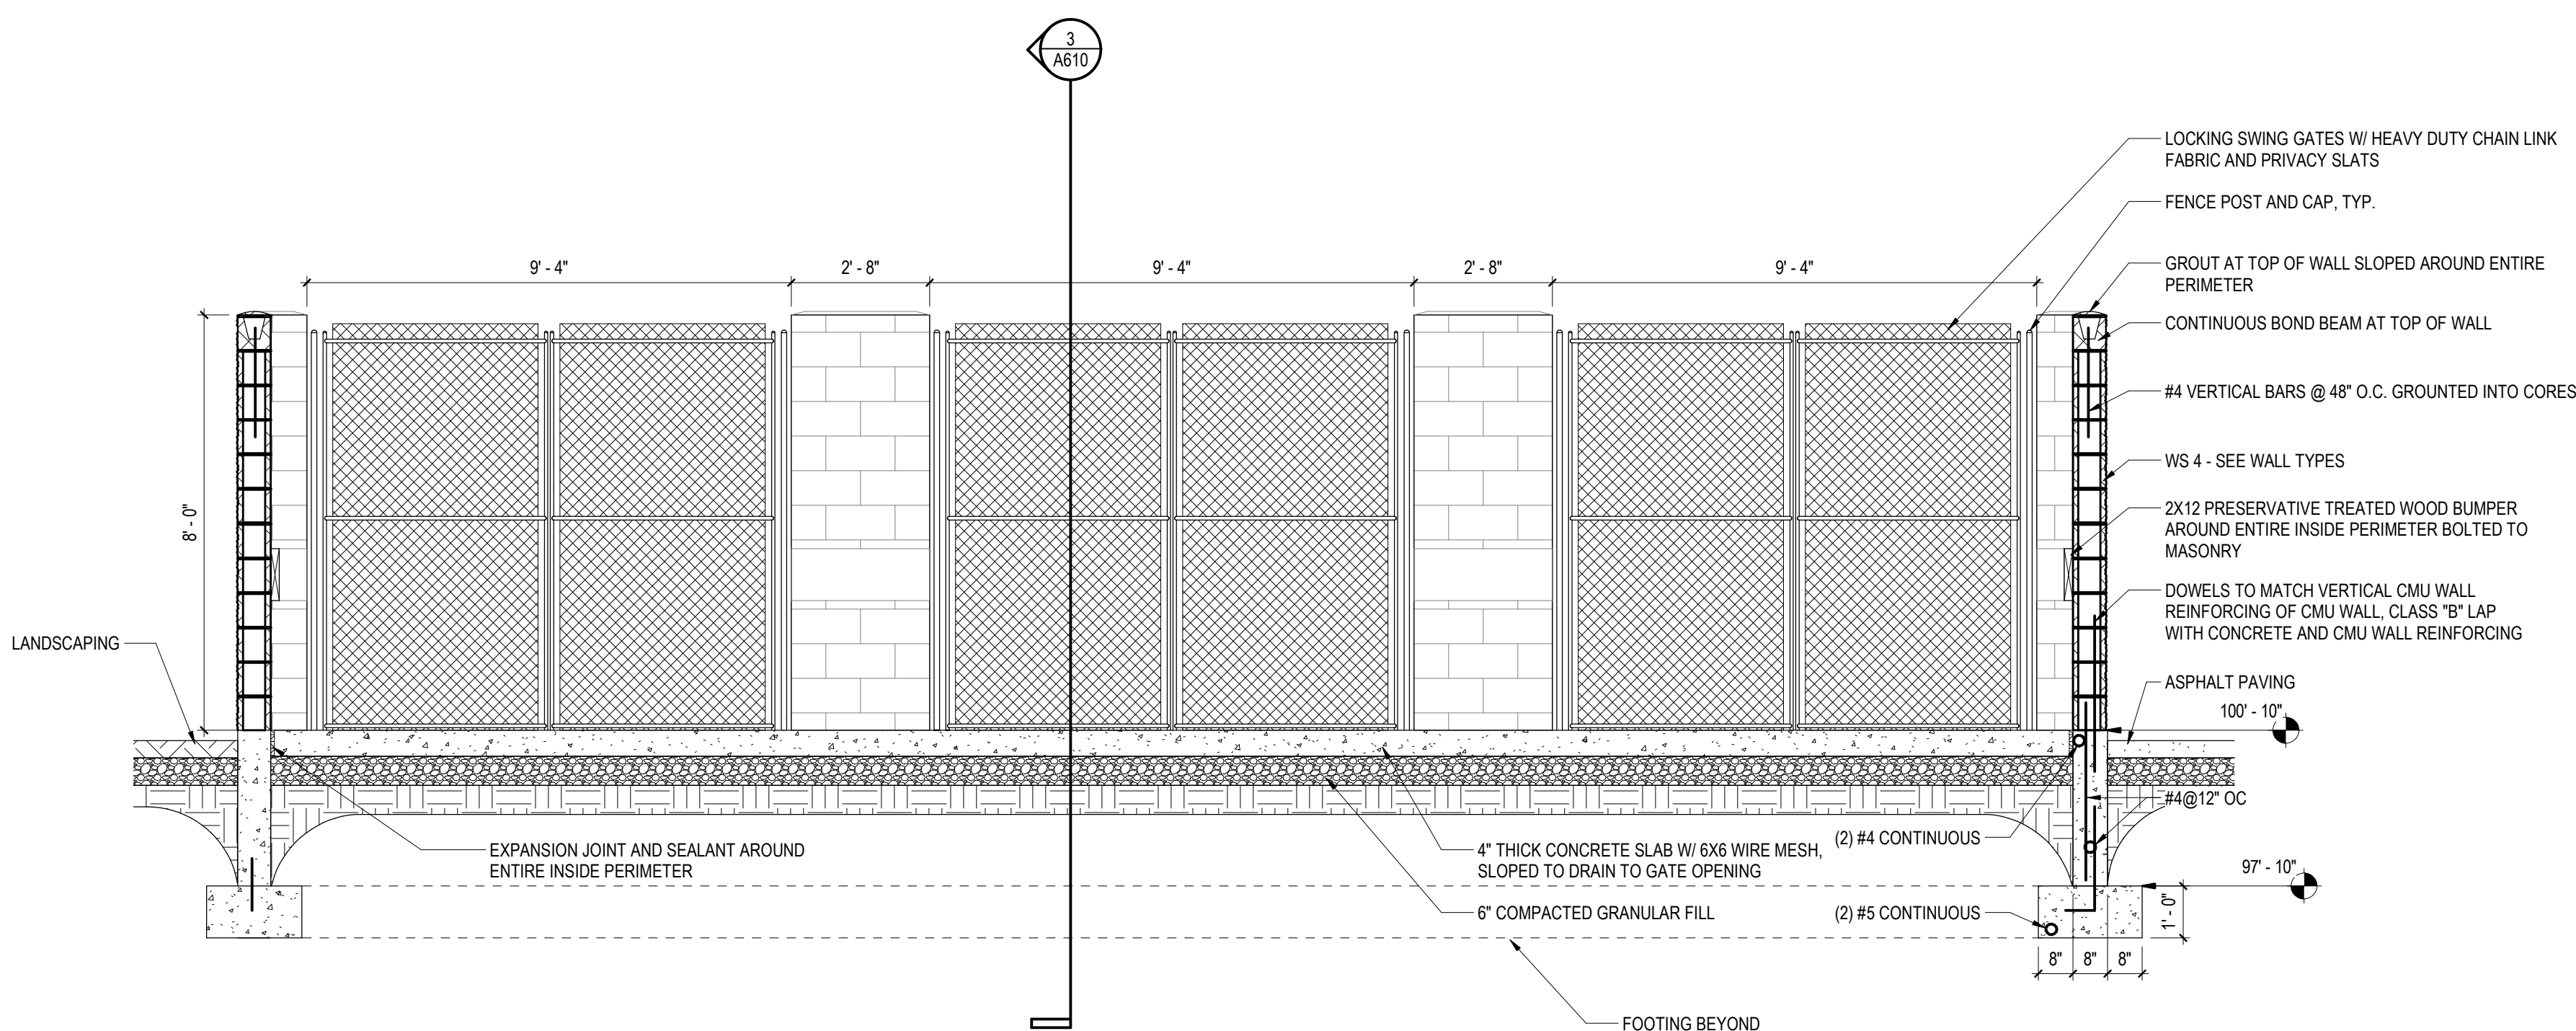 3
A610
LOCKING SWING GATES W/ HEAVY DUTY CHAIN LINK
FABRIC AND PRIVACY SLATS
FENCE POST AND CAP, TYP.
9' - 4"
2' - 8"
9' - 4"
2' - 8"
9' - 4"
GROUT AT TOP OF WALL SLOPED AROUND ENTIRE
PERIMETER
CONTINUOUS BOND BEAM AT TOP OF WALL
#4 VERTICAL BARS @ 48" O.C. GROUNTED INTO CORES
WS 4 - SEE WALL TYPES
8' - 0"
2X12 PRESERVATIVE TREATED WOOD BUMPER
AROUND ENTIRE INSIDE PERIMETER BOLTED TO
MASONRY
DOWELS TO MATCH VERTICAL CMU WALL
REINFORCING OF CMU WALL, CLASS "B" LAP
WITH CONCRETE AND CMU WALL REINFORCING
LANDSCAPING
ASPHALT PAVING
100' - 10"
#4@12" OC
(2) #4 CONTINUOUS
EXPANSION JOINT AND SEALANT AROUND
ENTIRE INSIDE PERIMETER
4" THICK CONCRETE SLAB W/ 6X6 WIRE MESH,
SLOPED TO DRAIN TO GATE OPENING
97' - 10"
6" COMPACTED GRANULAR FILL
(2) #5 CONTINUOUS
1' - 0"
8"
8"
8"
FOOTING BEYOND